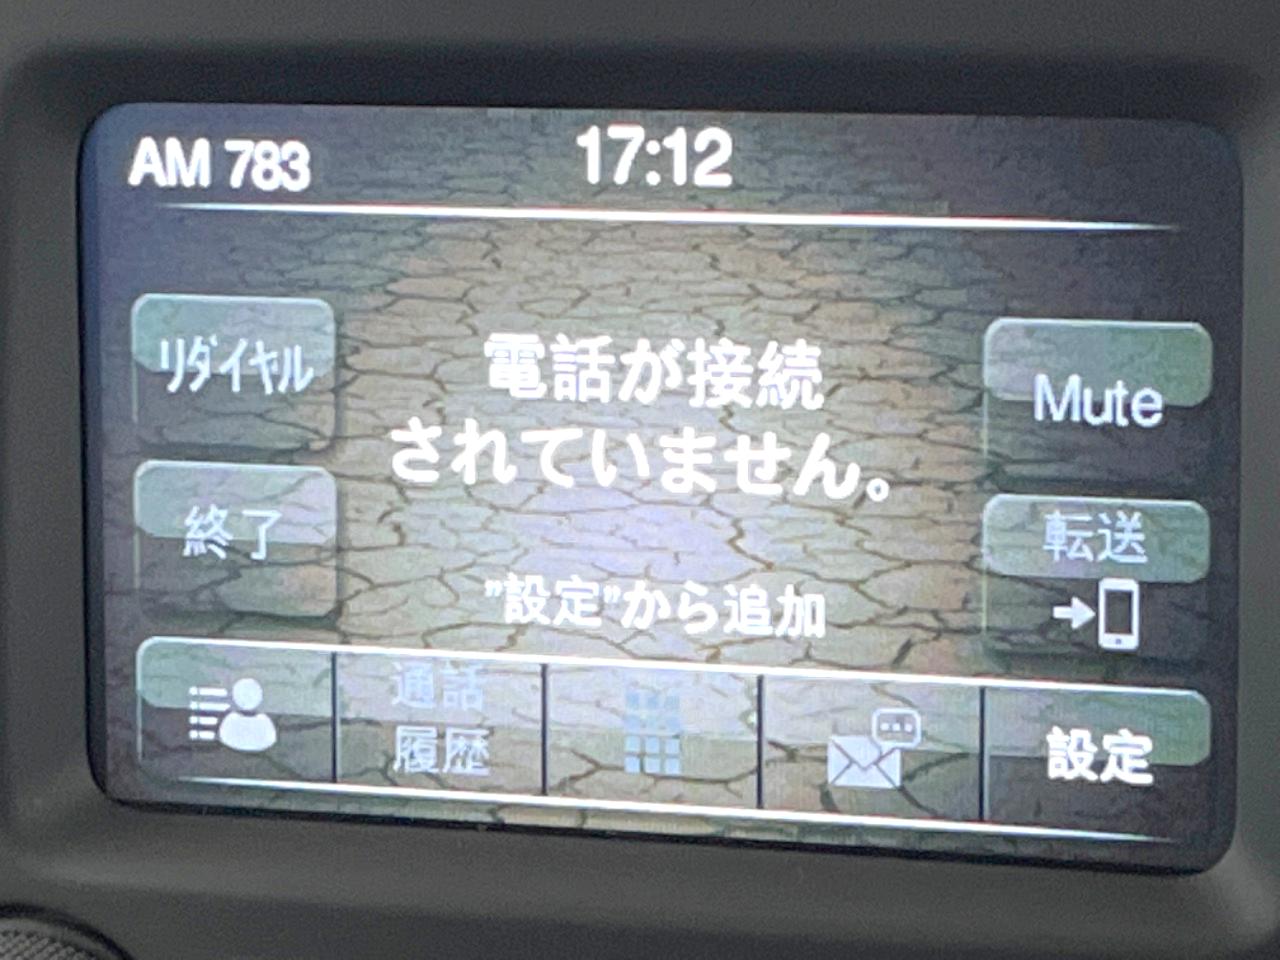 AM 783
17:12
リダイヤル
電話が接続
されていません。
Mute
終了
転送
"設定"から追加
通話
履歴
設定